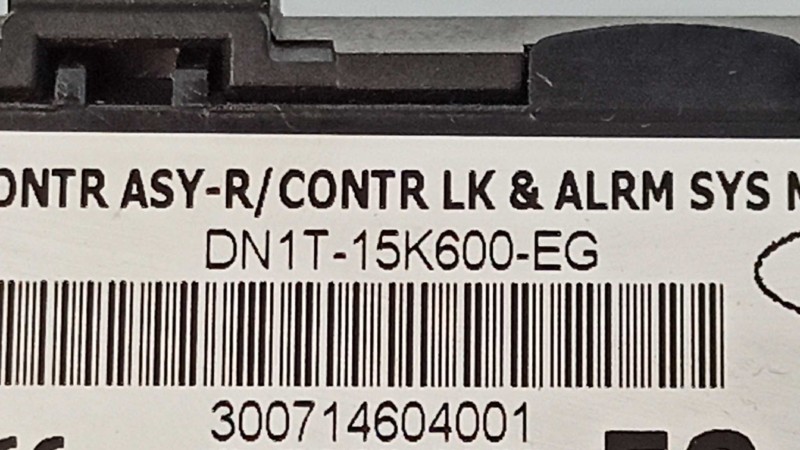 ONTR ASY-R/CONTR LK & ALRM SYS
DN1T-15K600-EG
300714604001